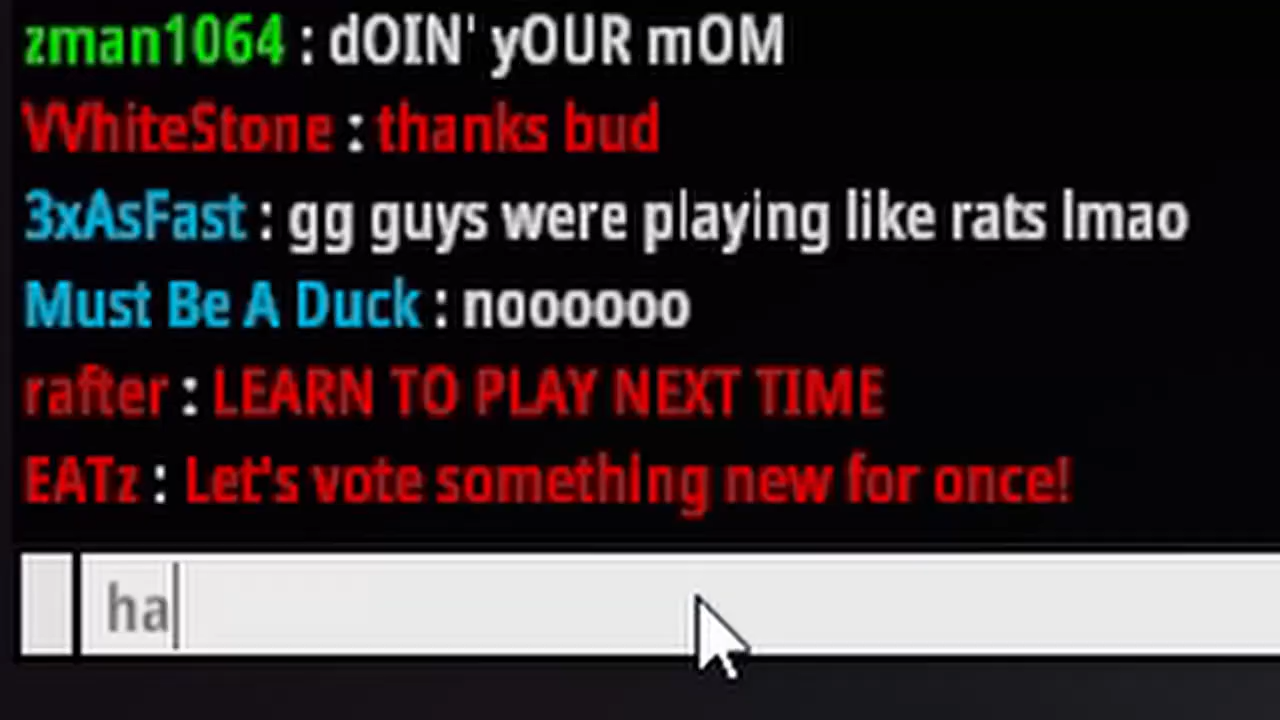 zman1064 : dOIN' yOUR mOM
VVhiteStone : thanks bud
3xAsFast : gg guys were playing like rats lmao
Must Be A Duck : noooooo
rafter : LEARN TO PLAY NEXT TIME
EATz : Let's vote something new for once!
ha